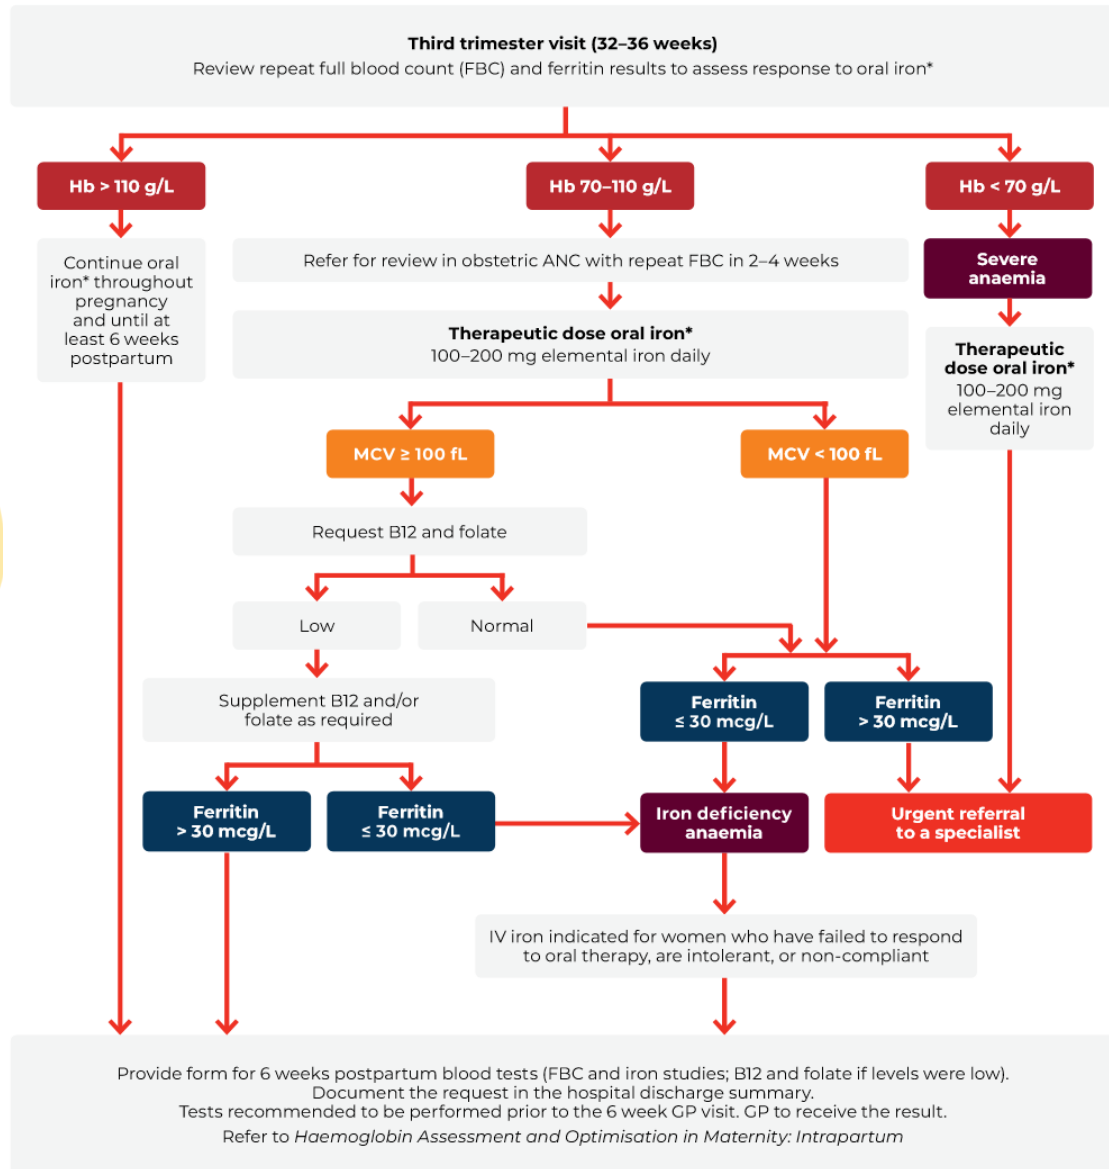 Third trimester visit (32–36 weeks)
Review repeat full blood count (FBC) and ferritin results to assess response to oral iron*
Hb > 110 g/L
Hb 70–110 g/L
Hb < 70 g/L
Continue oral
iron* throughout
pregnancy
and until at
least 6 weeks
postpartum
Refer for review in obstetric ANC with repeat FBC in 2–4 weeks
Severe
anaemia
Therapeutic dose oral iron*
100–200 mg elemental iron daily
Therapeutic
dose oral iron*
100–200 mg
elemental iron
daily
MCV ≥ 100 fL
MCV < 100 fL
Request B12 and folate
Low
Normal
Supplement B12 and/or
folate as required
Ferritin
≤ 30 mcg/L
Ferritin
> 30 mcg/L
Ferritin
> 30 mcg/L
Ferritin
≤ 30 mcg/L
Iron deficiency
anaemia
Urgent referral
to a specialist
IV iron indicated for women who have failed to respond
to oral therapy, are intolerant, or non-compliant
Provide form for 6 weeks postpartum blood tests (FBC and iron studies; B12 and folate if levels were low).
Document the request in the hospital discharge summary.
Tests recommended to be performed prior to the 6 week GP visit. GP to receive the result.
Refer to Haemoglobin Assessment and Optimisation in Maternity: Intrapartum